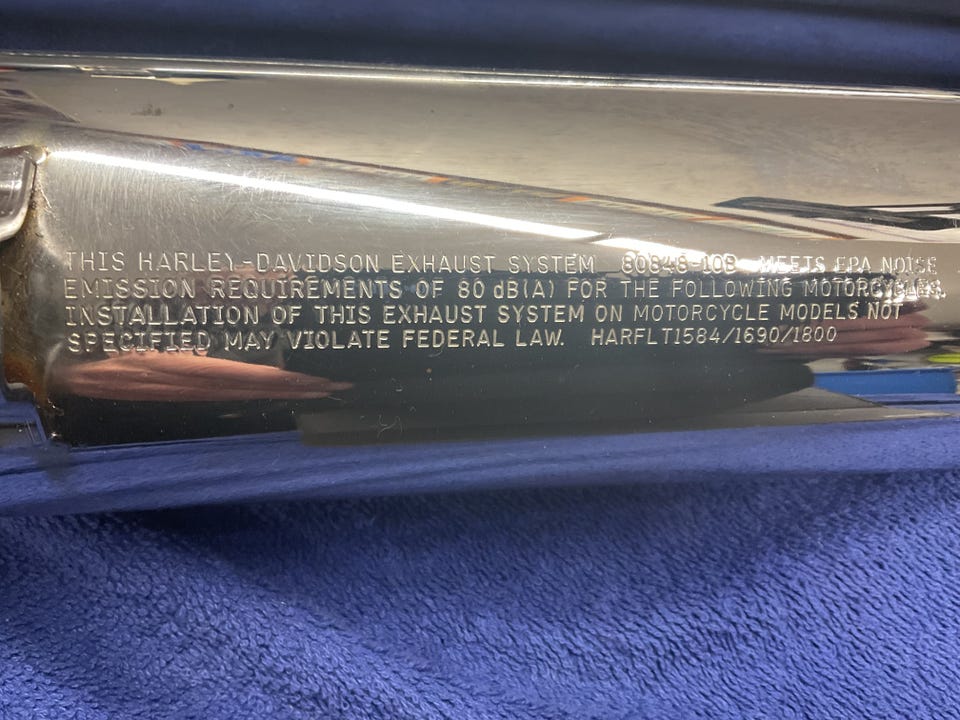 THIS HARLEY-DAVIDSON EXHAUST SYSTEM 80848-10B MEETS EPA NOISE
EMISSION REQUIREMENTS OF 80 dB(A) FOR THE FOLLOWING MOTORCYCLES.
INSTALLATION OF THIS EXHAUST SYSTEM ON MOTORCYCLE MODELS NOT
SPECIFIED MAY VIOLATE FEDERAL LAW. HARFLT1584/1690/1800